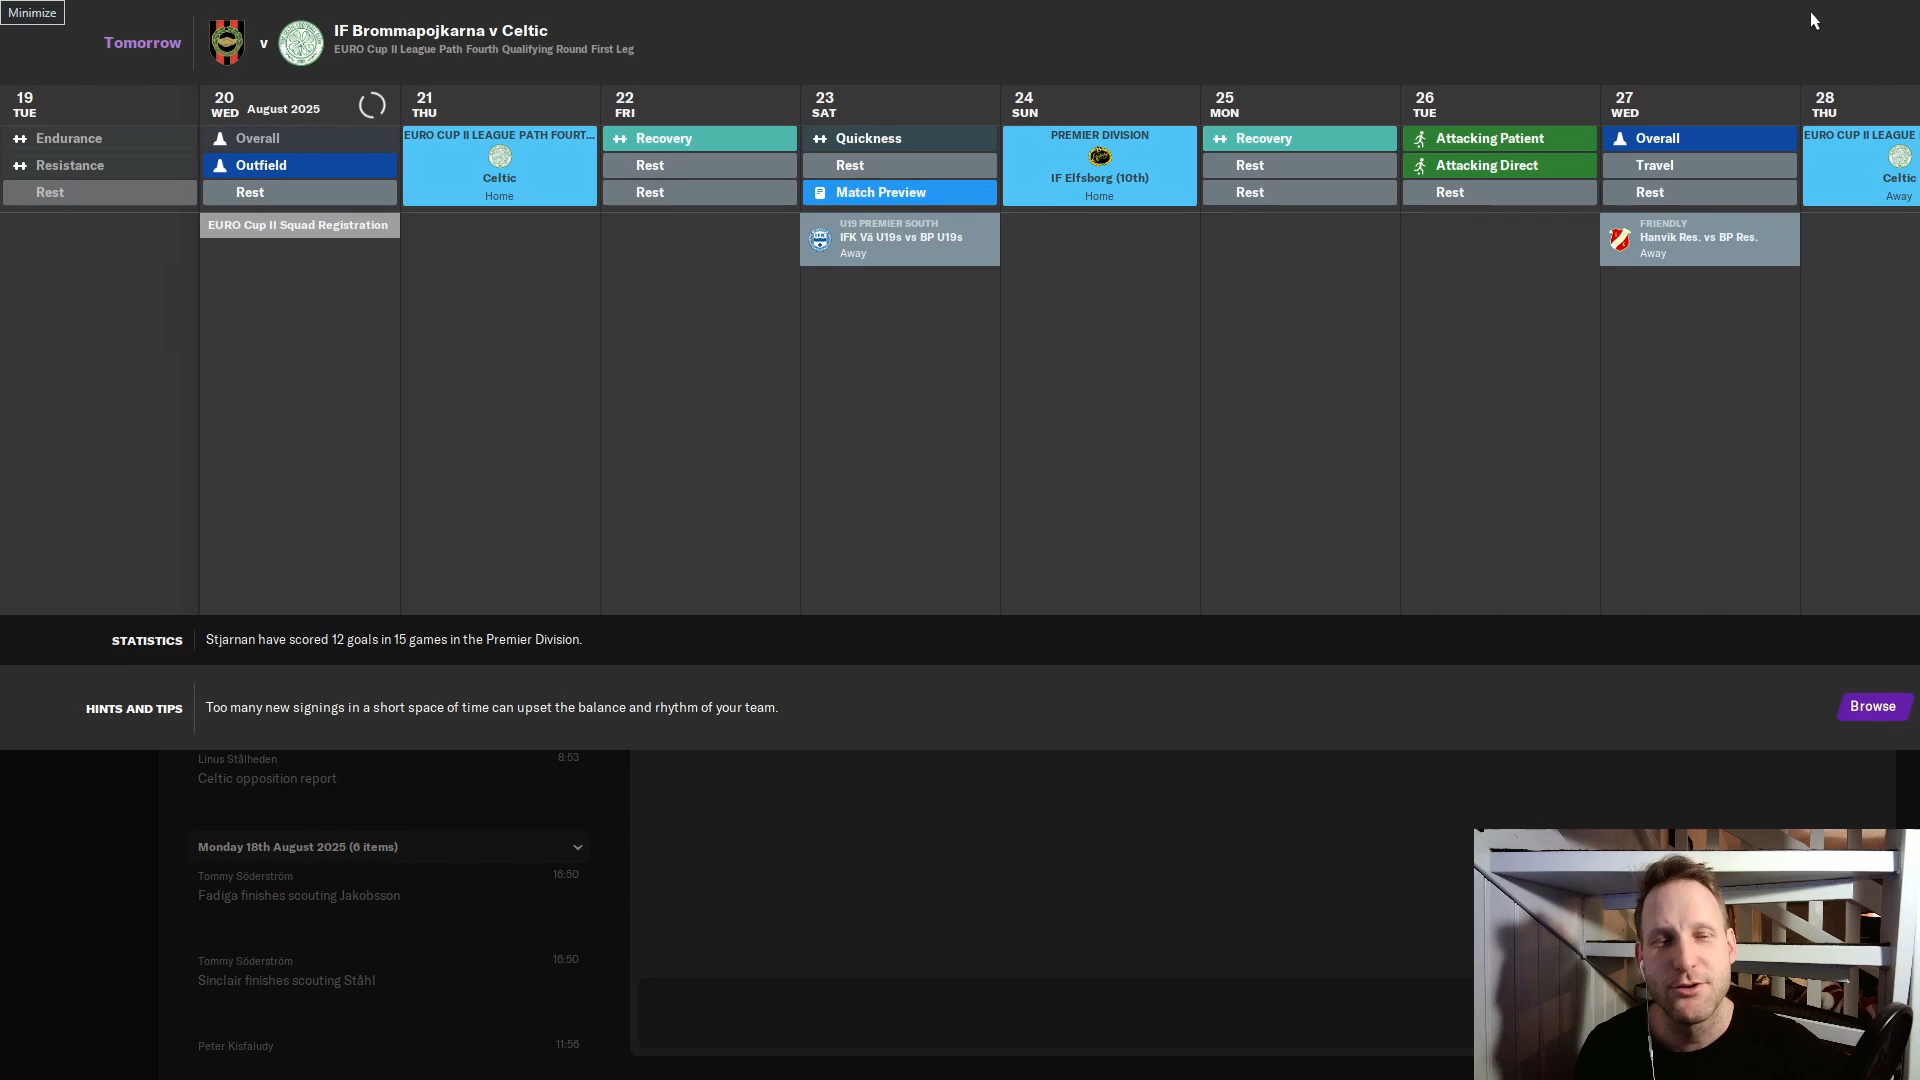 Minimize
Tomorrow
v
IF Brommapojkarna v Celtic
EURO Cup II League Path Fourth Qualifying Round First Leg
19
TUE
Endurance
Resistance
Rest
20
WED
August 2025
Overall
Outfield
Rest
EURO Cup II Squad Registration
21
THU
EURO CUP II LEAGUE PATH FOURT...
Celtic
Home
22
FRI
Recovery
Rest
Rest
23
SAT
Quickness
Rest
Match Preview
U19 PREMIER SOUTH
IFK Vä U19s vs BP U19s
Away
24
SUN
PREMIER DIVISION
IF Elfsborg (10th)
Home
25
MON
Recovery
Rest
Rest
26
TUE
Attacking Patient
Attacking Direct
Rest
27
WED
Overall
Travel
Rest
FRIENDLY
Hanvik Res. vs BP Res.
Away
28
THU
EURO CUP II LEAGUE
Celtic
Away
STATISTICS
Stjarnan have scored 12 goals in 15 games in the Premier Division.
HINTS AND TIPS
Too many new signings in a short space of time can upset the balance and rhythm of your team.
Browse
Linus Stålheden 8:53
Celtic opposition report
Monday 18th August 2025 (6 items)
Tommy Söderström 16:50
Fadiga finishes scouting Jakobsson
Tommy Söderström 16:50
Sinclair finishes scouting Ståhl
Peter Kisfaludy 11:56